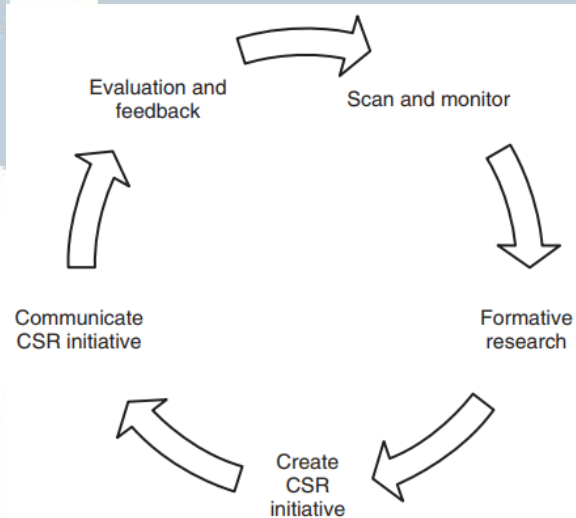 Evaluation and
feedback
Scan and monitor
Formative
research
Create
CSR
initiative
Communicate
CSR initiative